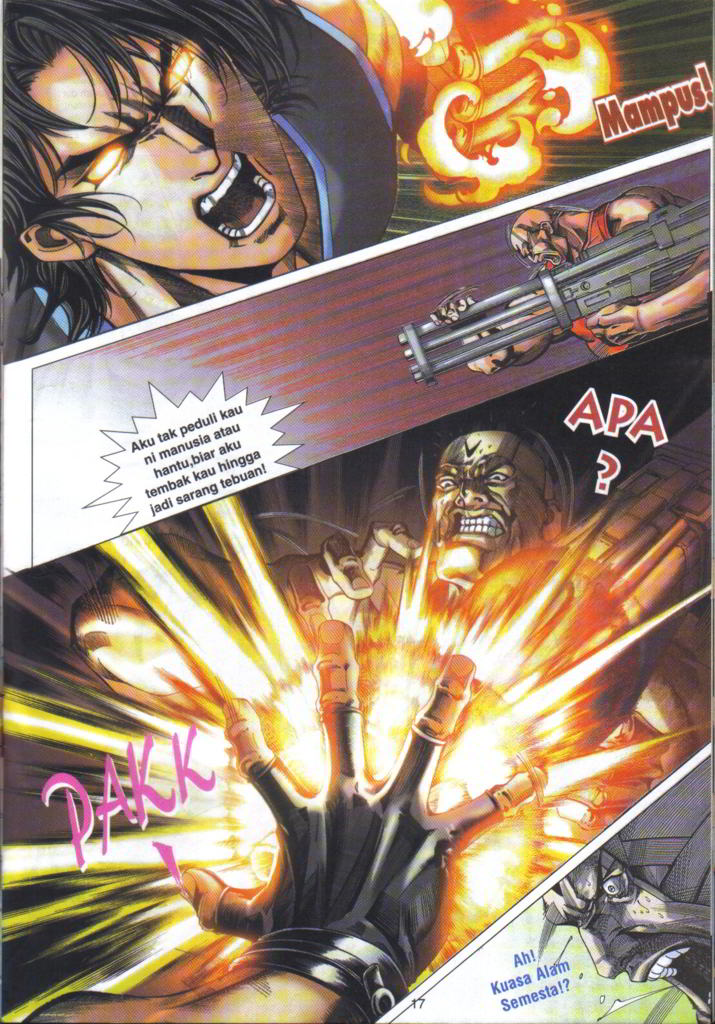 Mampus!
Aku tak peduli kau
ni manusia atau
hantu,biar aku
tembak kau hingga
jadi sarang tebuan!
APA
?
PAKK
Ah!
Kuasa Alam
Semesta!?
17